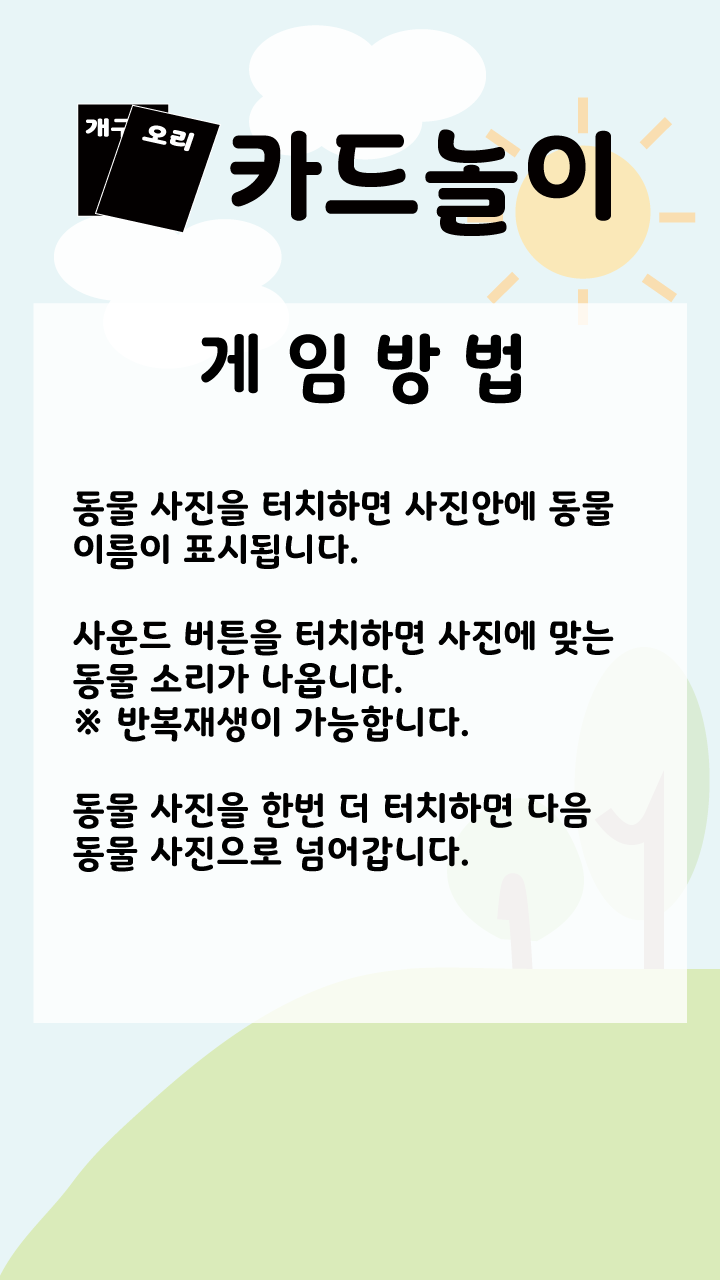 개구
오리
카드놀이
게임방법
동물 사진을 터치하면 사진안에 동물
이름이 표시됩니다.
사운드 버튼을 터치하면 사진에 맞는
동물 소리가 나옵니다.
※ 반복재생이 가능합니다.
동물 사진을 한번 더 터치하면 다음
동물 사진으로 넘어갑니다.